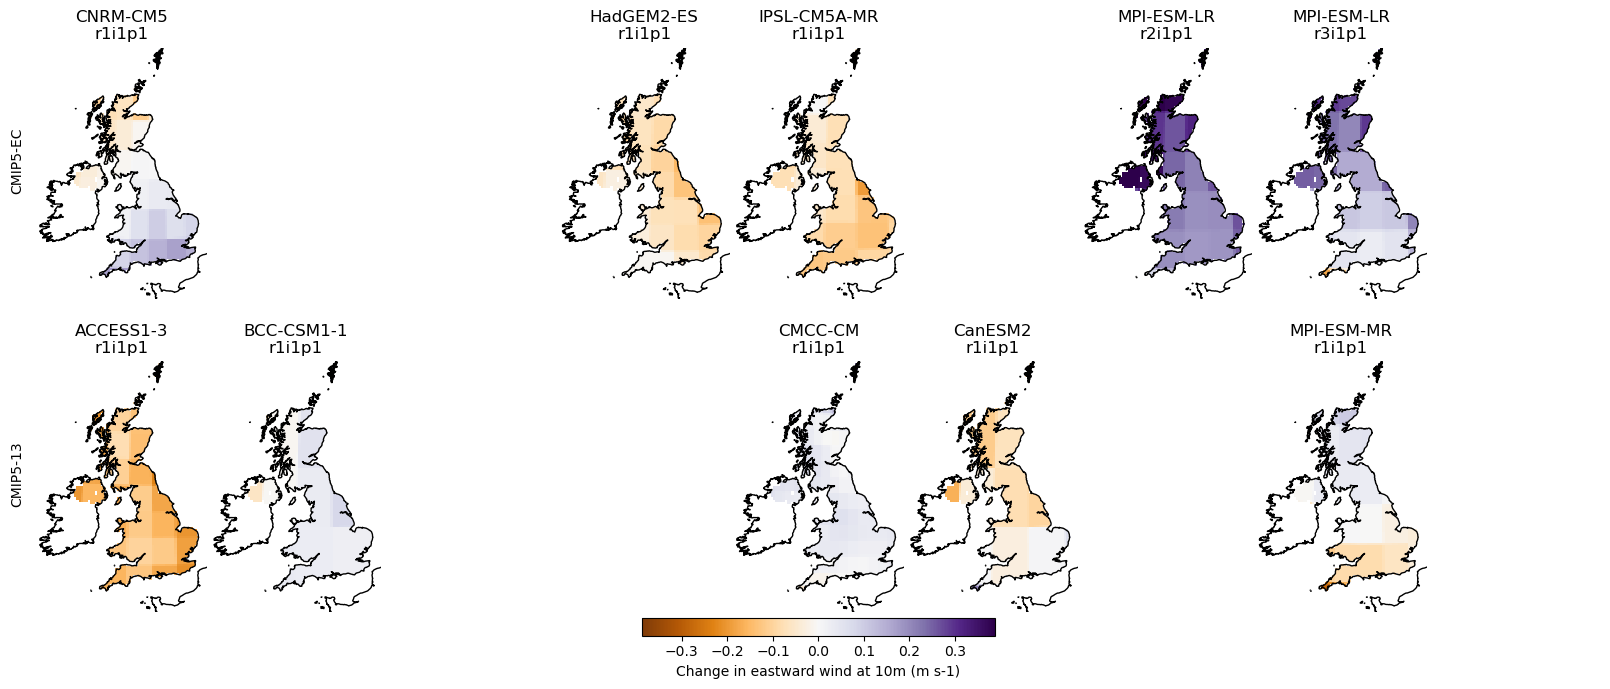 CNRM-CM5
r1i1p1
HadGEM2-ES
r1i1p1
IPSL-CM5A-MR
r1i1p1
MPI-ESM-LR
r2i1p1
MPI-ESM-LR
r3i1p1
CMIP5-EC
ACCESS1-3
r1i1p1
BCC-CSM1-1
r1i1p1
CMCC-CM
r1i1p1
CanESM2
r1i1p1
MPI-ESM-MR
r1i1p1
CMIP5-13
−0.3 −0.2 −0.1 0.0 0.1 0.2 0.3
Change in eastward wind at 10m (m s-1)